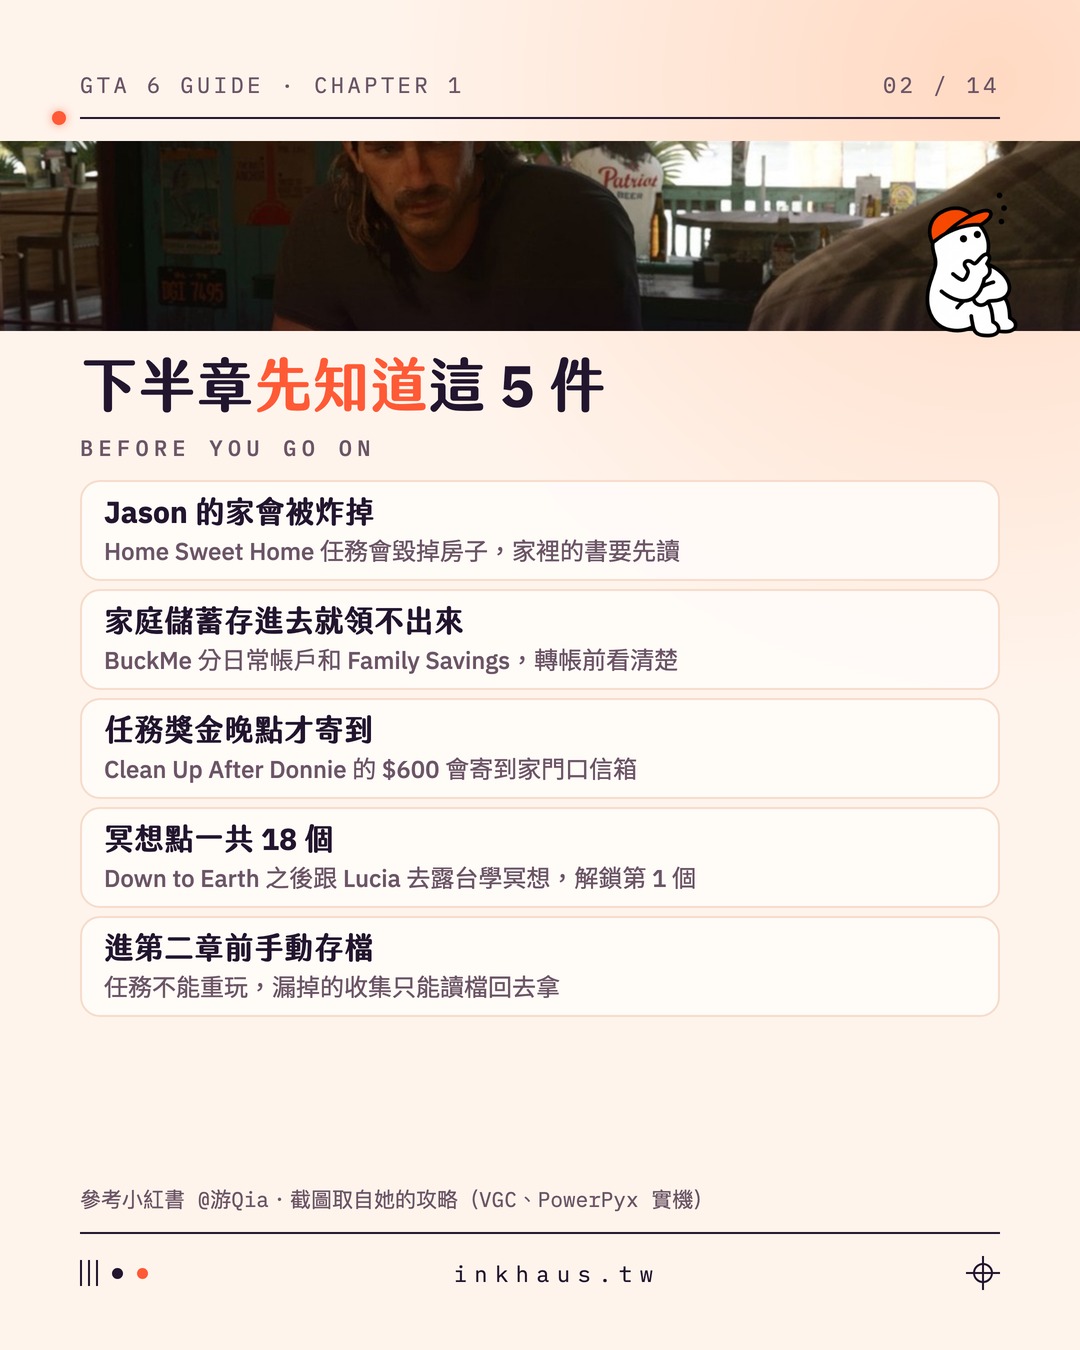 GTA 6 GUIDE · CHAPTER 1
02 / 14
Patriot
BEER
DGI 7495
下半章先知道這 5 件
BEFORE YOU GO ON
Jason 的家會被炸掉
Home Sweet Home 任務會毀掉房子，家裡的書要先讀
家庭儲蓄存進去就領不出來
BuckMe 分日常帳戶和 Family Savings，轉帳前看清楚
任務獎金晚點才寄到
Clean Up After Donnie 的 $600 會寄到家門口信箱
冥想點一共 18 個
Down to Earth 之後跟 Lucia 去露台學冥想，解鎖第 1 個
進第二章前手動存檔
任務不能重玩，漏掉的收集只能讀檔回去拿
參考小紅書 @游Qia · 截圖取自她的攻略（VGC、PowerPyx 實機）
inkhaus.tw